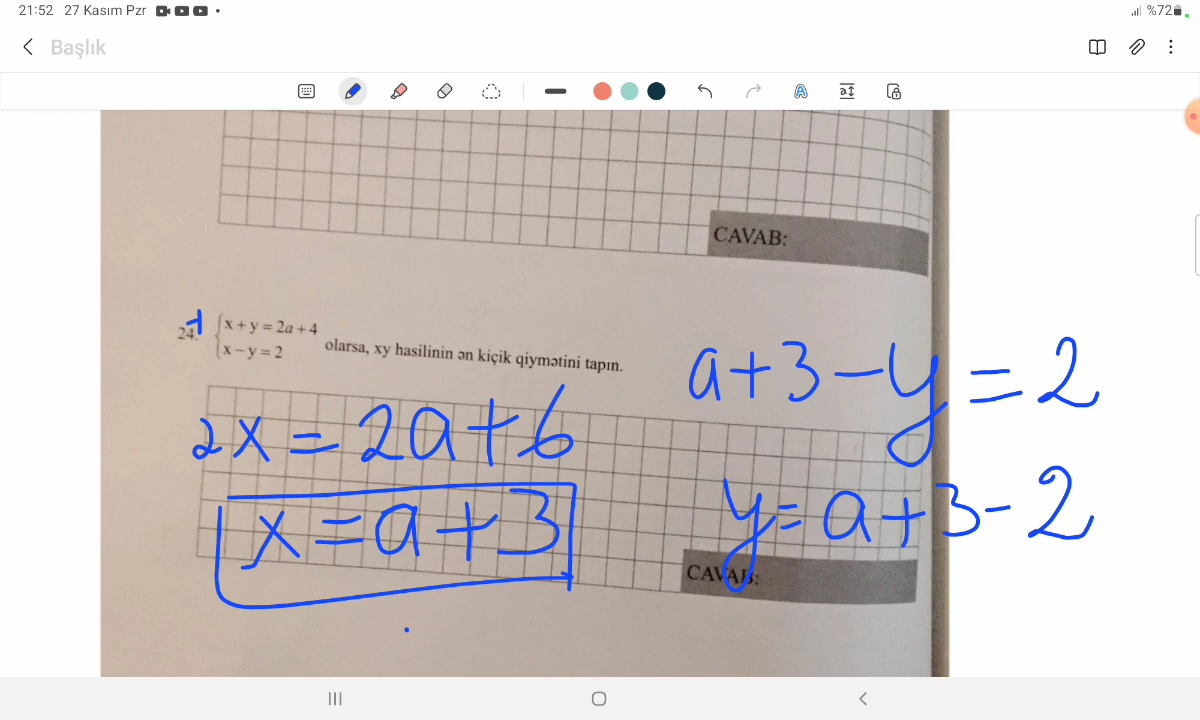 21:52 27 Kasım Pzr
%72
Başlık
CAVAB:
24. { x + y = 2a + 4
x − y = 2
olarsa, xy hasilinin ən kiçik qiymətini tapın.
+
2x = 2a + 6
x = a + 3
a + 3 − y = 2
y = a + 3 − 2
CAVAB: